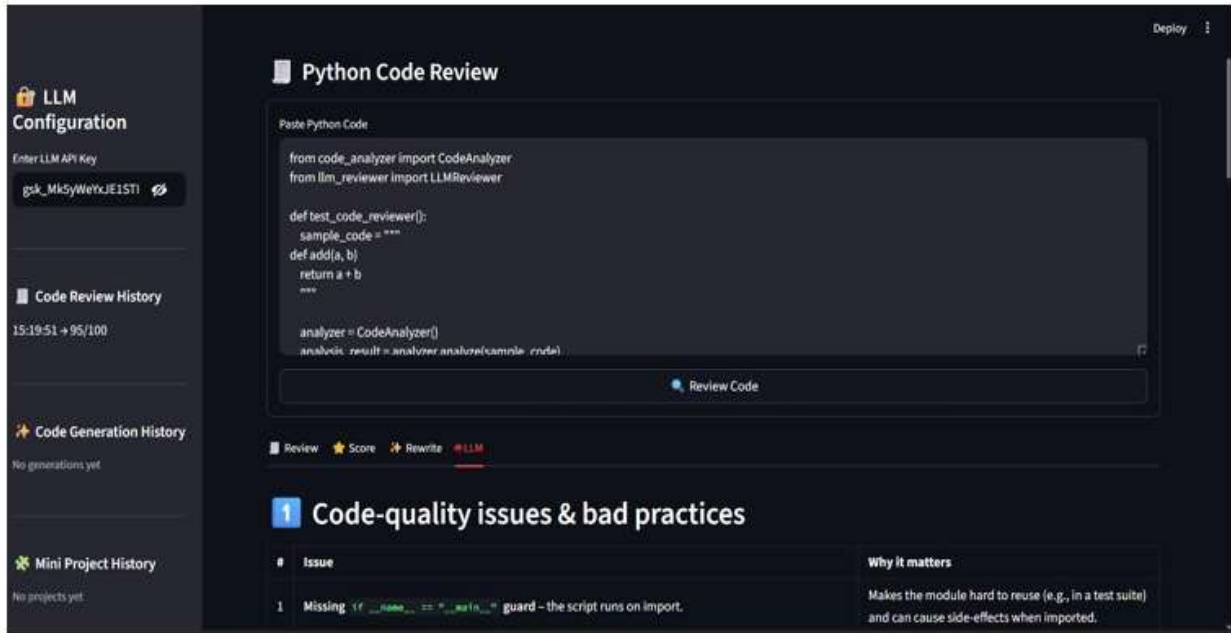 Deploy
🔐 LLM
Configuration
Enter LLM API Key
Code Review History
15:19:51 → 95/100
✨ Code Generation History
No generations yet
Mini Project History
No projects yet
Python Code Review
Paste Python Code
from code_analyzer import CodeAnalyzer
from llm_reviewer import LLMReviewer
def test_code_reviewer():
sample_code = """
def add(a, b)
return a + b
"""
analyzer = CodeAnalyzer()
analysis_result = analyzer.analyze(sample_code)
Review Code
Review Score Rewrite LLM
1 Code-quality issues & bad practices
# Issue Why it matters
1 Missing if __name__ == "__main__" guard – the script runs on import. Makes the module hard to reuse (e.g., in a test suite)
and can cause side-effects when imported.